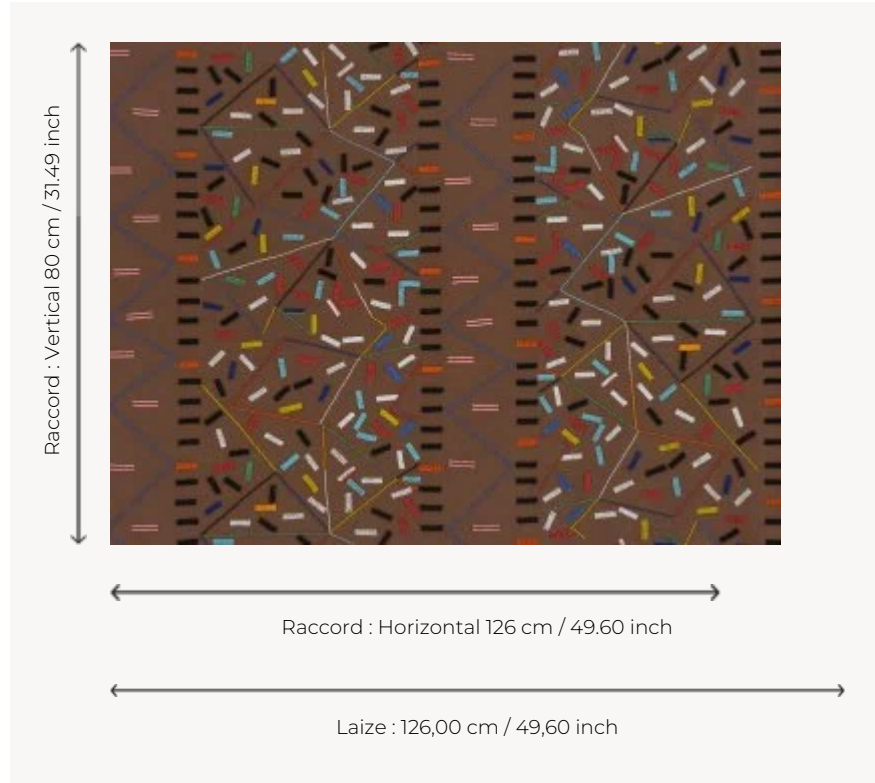 Raccord : Vertical 80 cm / 31.49 inch
Raccord : Horizontal 126 cm / 49.60 inch
Laize : 126,00 cm / 49,60 inch